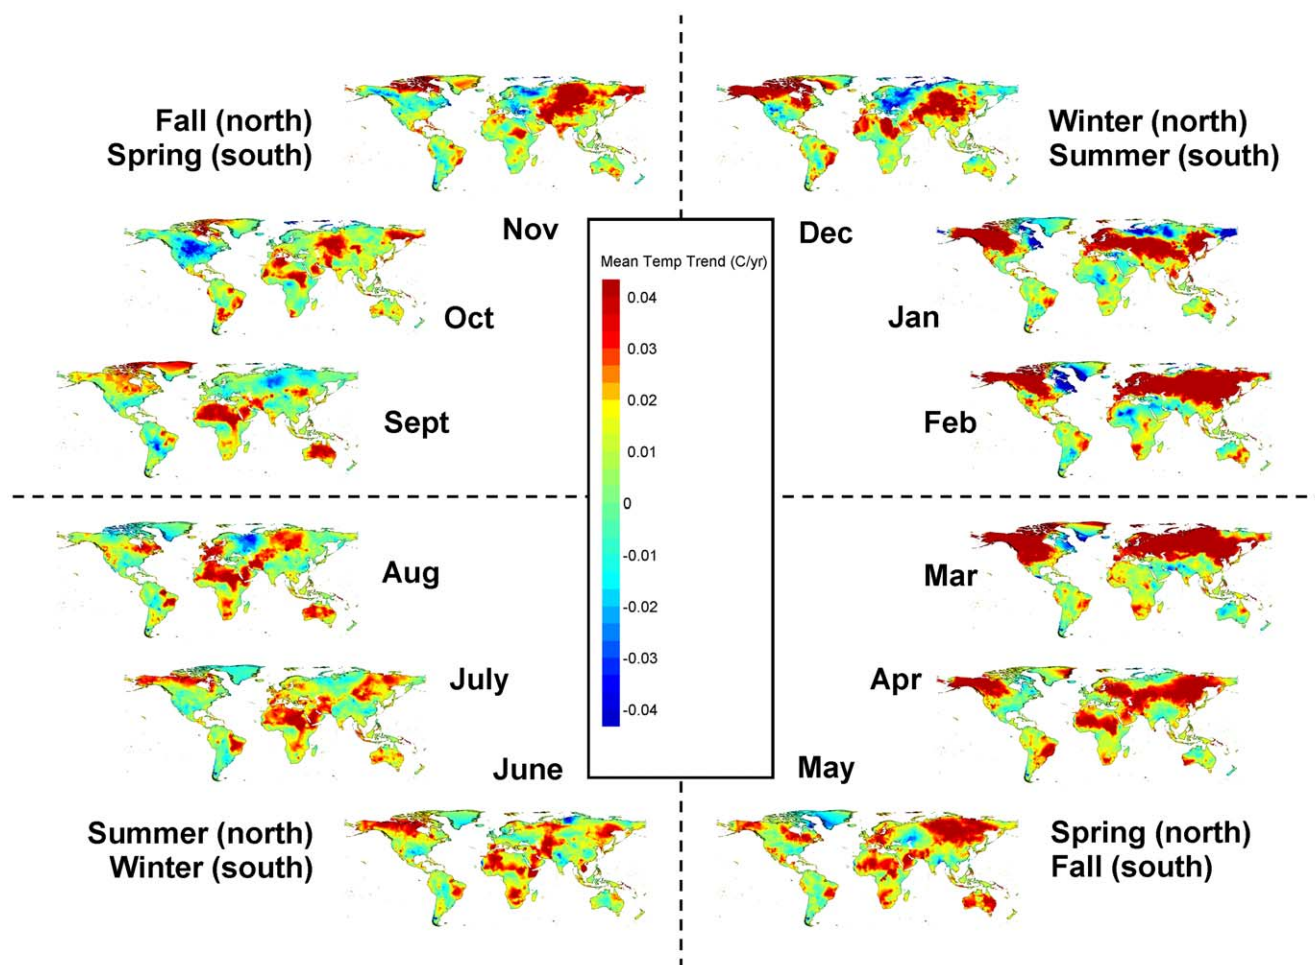 Fall (north)
Spring (south)
Winter (north)
Summer (south)
Nov
Dec
Oct
Jan
Sept
Feb
Mean Temp Trend (C/yr)
0.04
0.03
0.02
0.01
0
-0.01
-0.02
-0.03
-0.04
Aug
Mar
July
Apr
June
May
Summer (north)
Winter (south)
Spring (north)
Fall (south)